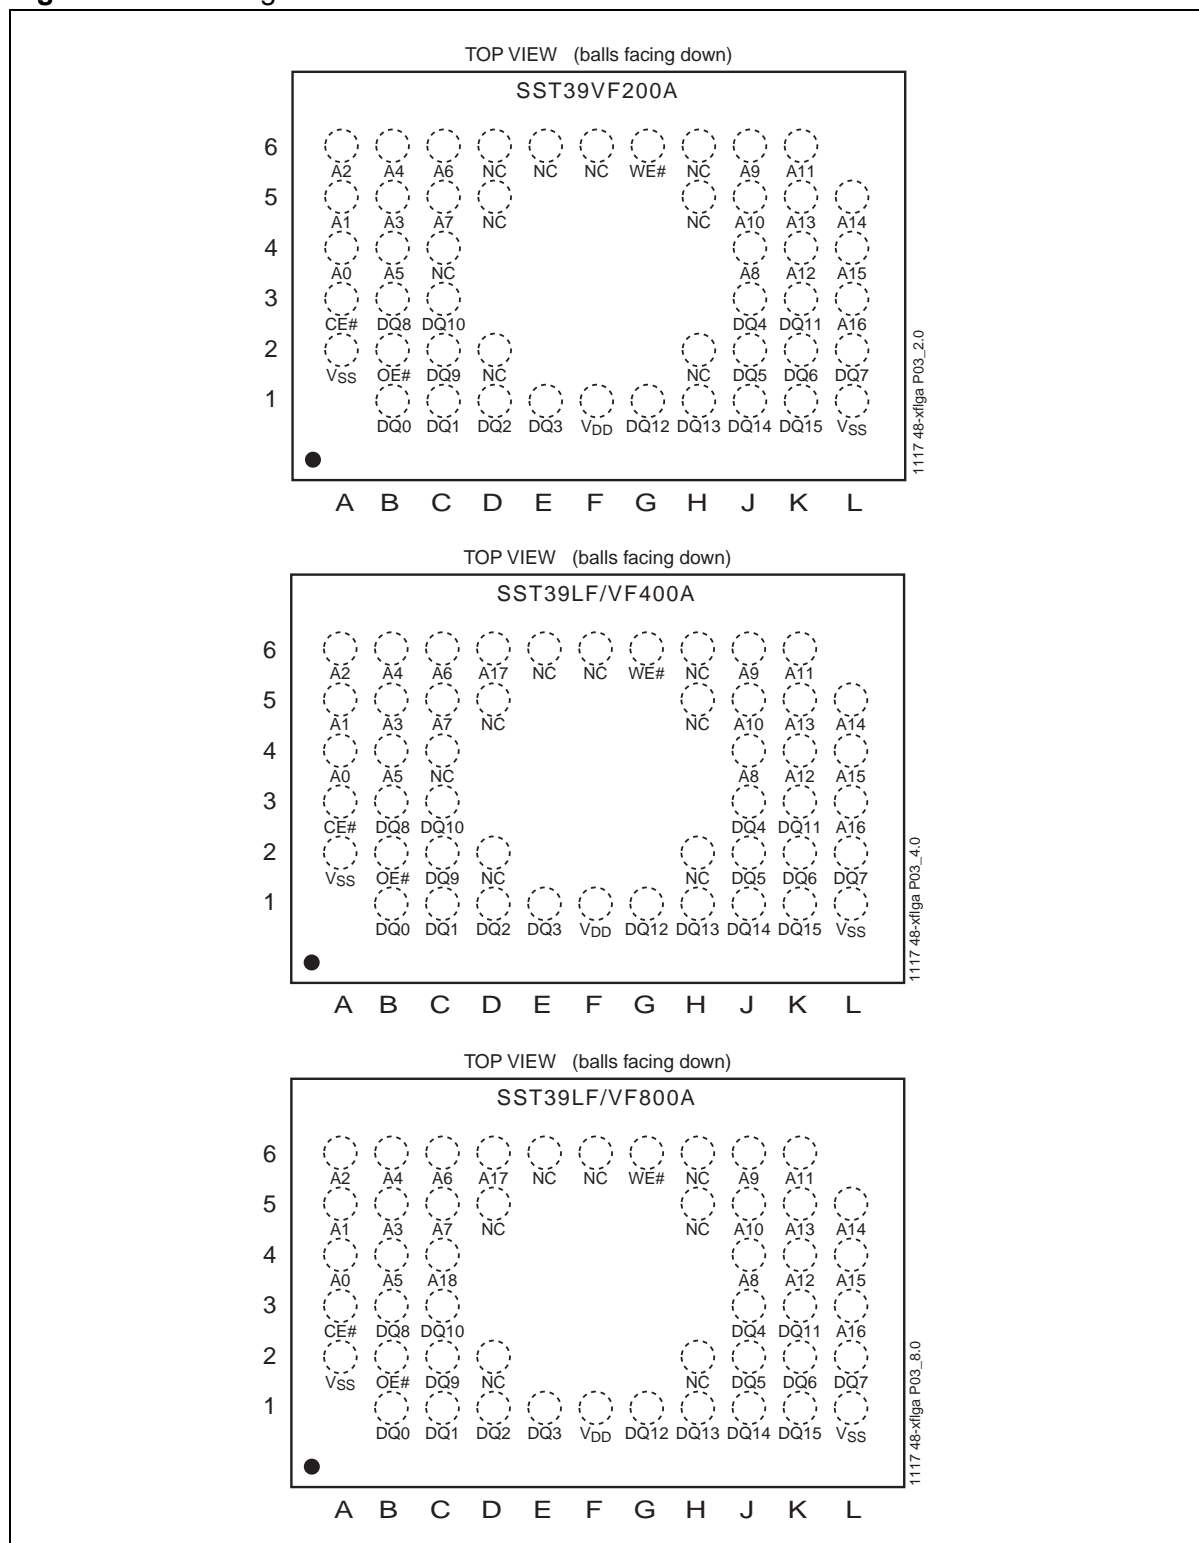 TOP VIEW (balls facing down)
SST39VF200A
6
A2 A4 A6 NC NC NC WE# NC A9 A11
5
A1 A3 A7 NC NC A10 A13 A14
4
A0 A5 NC A8 A12 A15
3
CE# DQ8 DQ10 DQ4 DQ11 A16
2
VSS OE# DQ9 NC NC DQ5 DQ6 DQ7
1
DQ0 DQ1 DQ2 DQ3 VDD DQ12 DQ13 DQ14 DQ15 VSS
1117 48-xflga P03_2.0
A B C D E F G H J K L
TOP VIEW (balls facing down)
SST39LF/VF400A
6
A2 A4 A6 A17 NC NC WE# NC A9 A11
5
A1 A3 A7 NC NC A10 A13 A14
4
A0 A5 NC A8 A12 A15
3
CE# DQ8 DQ10 DQ4 DQ11 A16
2
VSS OE# DQ9 NC NC DQ5 DQ6 DQ7
1
DQ0 DQ1 DQ2 DQ3 VDD DQ12 DQ13 DQ14 DQ15 VSS
1117 48-xflga P03_4.0
A B C D E F G H J K L
TOP VIEW (balls facing down)
SST39LF/VF800A
6
A2 A4 A6 A17 NC NC WE# NC A9 A11
5
A1 A3 A7 NC NC A10 A13 A14
4
A0 A5 A18 A8 A12 A15
3
CE# DQ8 DQ10 DQ4 DQ11 A16
2
VSS OE# DQ9 NC NC DQ5 DQ6 DQ7
1
DQ0 DQ1 DQ2 DQ3 VDD DQ12 DQ13 DQ14 DQ15 VSS
1117 48-xflga P03_8.0
A B C D E F G H J K L